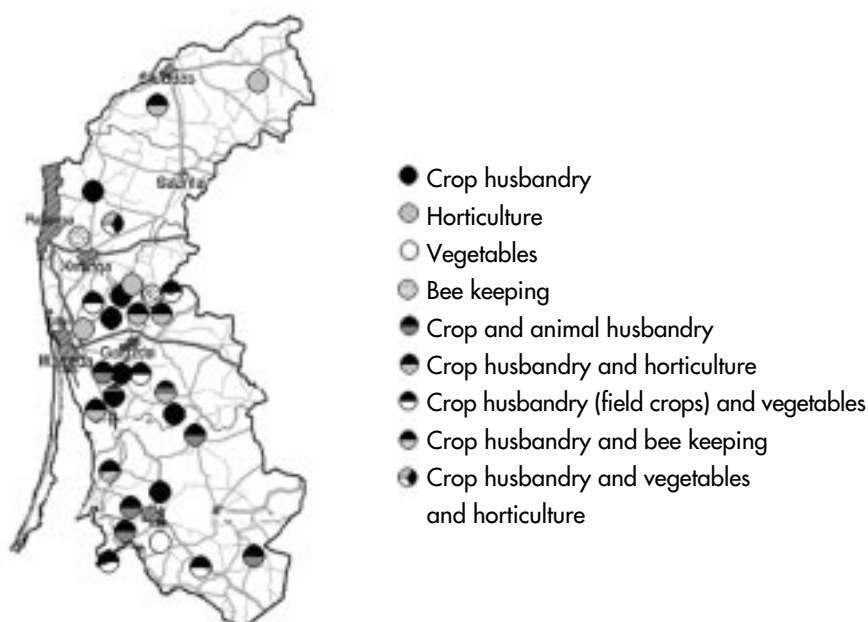 Crop husbandry
Horticulture
Vegetables
Bee keeping
Crop and animal husbandry
Crop husbandry and horticulture
Crop husbandry (field crops) and vegetables
Crop husbandry and bee keeping
Crop husbandry and vegetables
and horticulture